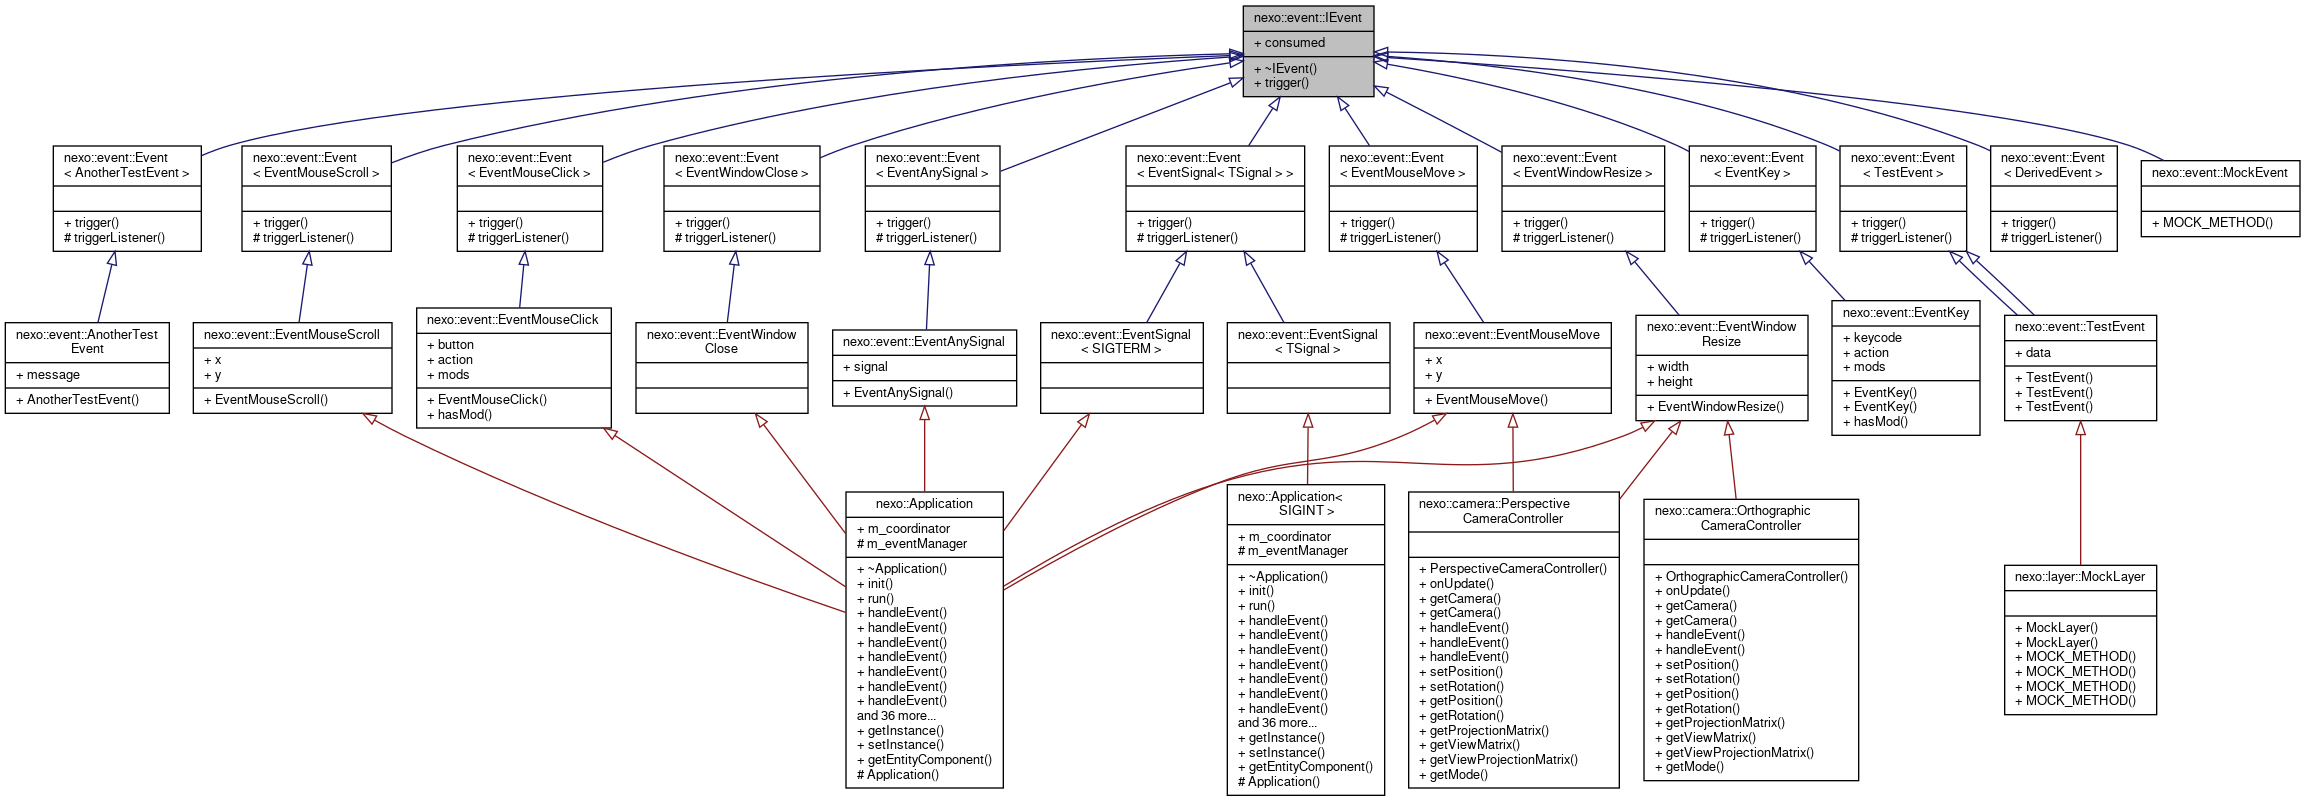 nexo::event::IEvent
+ consumed
+ ~IEvent()
+ trigger()
nexo::event::Event
< AnotherTestEvent >
+ trigger()
# triggerListener()
nexo::event::Event
< EventMouseScroll >
+ trigger()
# triggerListener()
nexo::event::Event
< EventMouseClick >
+ trigger()
# triggerListener()
nexo::event::Event
< EventWindowClose >
+ trigger()
# triggerListener()
nexo::event::Event
< EventAnySignal >
+ trigger()
# triggerListener()
nexo::event::Event
< EventSignal< TSignal > >
+ trigger()
# triggerListener()
nexo::event::Event
< EventMouseMove >
+ trigger()
# triggerListener()
nexo::event::Event
< EventWindowResize >
+ trigger()
# triggerListener()
nexo::event::Event
< EventKey >
+ trigger()
# triggerListener()
nexo::event::Event
< TestEvent >
+ trigger()
# triggerListener()
nexo::event::Event
< DerivedEvent >
+ trigger()
# triggerListener()
nexo::event::MockEvent
+ MOCK_METHOD()
nexo::event::AnotherTest
Event
+ message
+ AnotherTestEvent()
nexo::event::EventMouseScroll
+ x
+ y
+ EventMouseScroll()
nexo::event::EventMouseClick
+ button
+ action
+ mods
+ EventMouseClick()
+ hasMod()
nexo::event::EventWindow
Close
nexo::event::EventAnySignal
+ signal
+ EventAnySignal()
nexo::event::EventSignal
< SIGTERM >
nexo::event::EventSignal
< TSignal >
nexo::event::EventMouseMove
+ x
+ y
+ EventMouseMove()
nexo::event::EventWindow
Resize
+ width
+ height
+ EventWindowResize()
nexo::event::EventKey
+ keycode
+ action
+ mods
+ EventKey()
+ EventKey()
+ hasMod()
nexo::event::TestEvent
+ data
+ TestEvent()
+ TestEvent()
+ TestEvent()
nexo::Application
+ m_coordinator
# m_eventManager
+ ~Application()
+ init()
+ run()
+ handleEvent()
+ handleEvent()
+ handleEvent()
+ handleEvent()
+ handleEvent()
+ handleEvent()
+ handleEvent()
and 36 more...
+ getInstance()
+ setInstance()
+ getEntityComponent()
# Application()
nexo::Application<
SIGINT >
+ m_coordinator
# m_eventManager
+ ~Application()
+ init()
+ run()
+ handleEvent()
+ handleEvent()
+ handleEvent()
+ handleEvent()
+ handleEvent()
+ handleEvent()
+ handleEvent()
and 36 more...
+ getInstance()
+ setInstance()
+ getEntityComponent()
# Application()
nexo::camera::Perspective
CameraController
+ PerspectiveCameraController()
+ onUpdate()
+ getCamera()
+ getCamera()
+ handleEvent()
+ handleEvent()
+ handleEvent()
+ setPosition()
+ setRotation()
+ getPosition()
+ getRotation()
+ getProjectionMatrix()
+ getViewMatrix()
+ getViewProjectionMatrix()
+ getMode()
nexo::camera::Orthographic
CameraController
+ OrthographicCameraController()
+ onUpdate()
+ getCamera()
+ getCamera()
+ handleEvent()
+ handleEvent()
+ setPosition()
+ setRotation()
+ getPosition()
+ getRotation()
+ getProjectionMatrix()
+ getViewMatrix()
+ getViewProjectionMatrix()
+ getMode()
nexo::layer::MockLayer
+ MockLayer()
+ MockLayer()
+ MOCK_METHOD()
+ MOCK_METHOD()
+ MOCK_METHOD()
+ MOCK_METHOD()